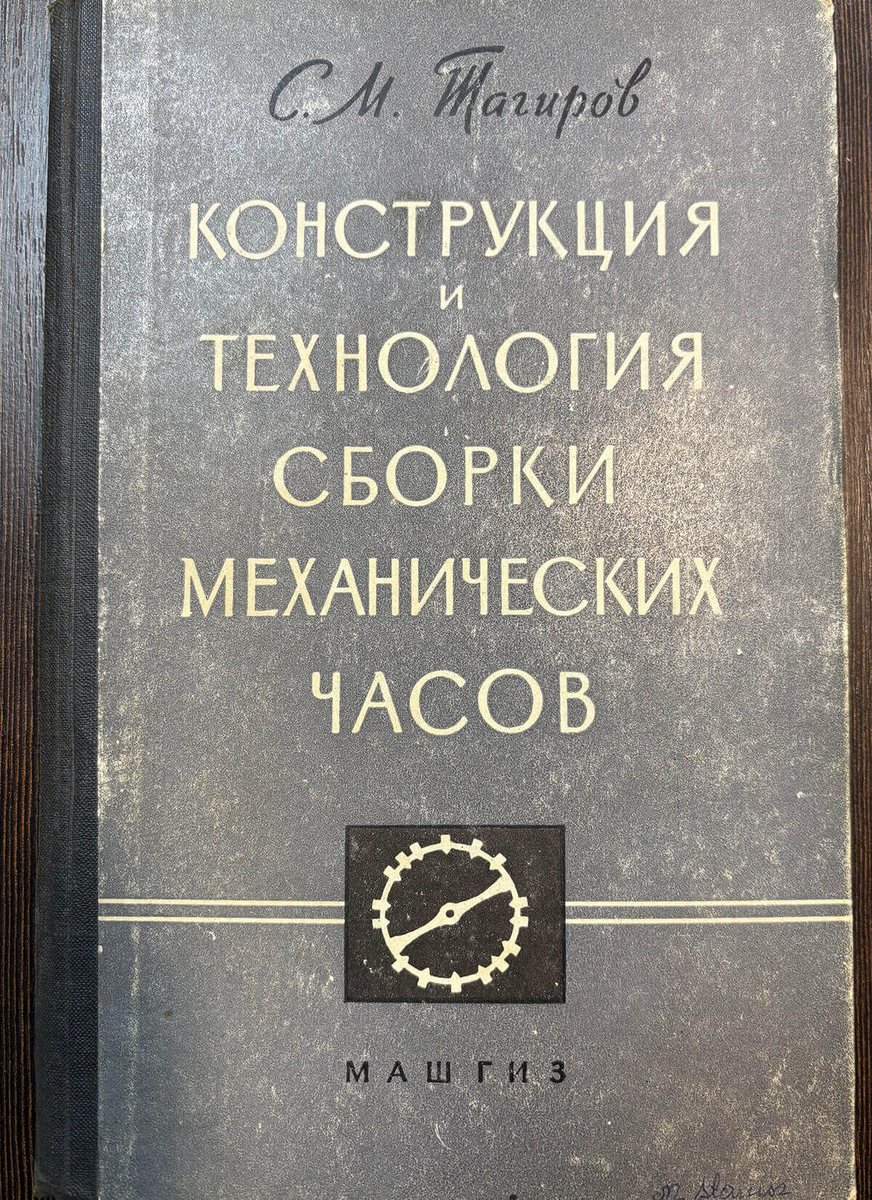 С. М. Тагиров
КОНСТРУКЦИЯ
и
ТЕХНОЛОГИЯ
СБОРКИ
МЕХАНИЧЕСКИХ
ЧАСОВ
МАШГИЗ